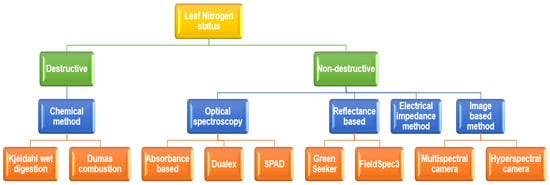 Leaf Nitrogen
status
Destructive
Non-destructive
Chemical
method
Optical
spectroscopy
Reflectance
based
Electrical
impedance method
Image
based method
Kjeldahl wet
digestion
Dumas
combustion
Absorbance
based
Dualex
SPAD
Green
Seeker
FieldSpec3
Multispectral
camera
Hyperspectral
camera